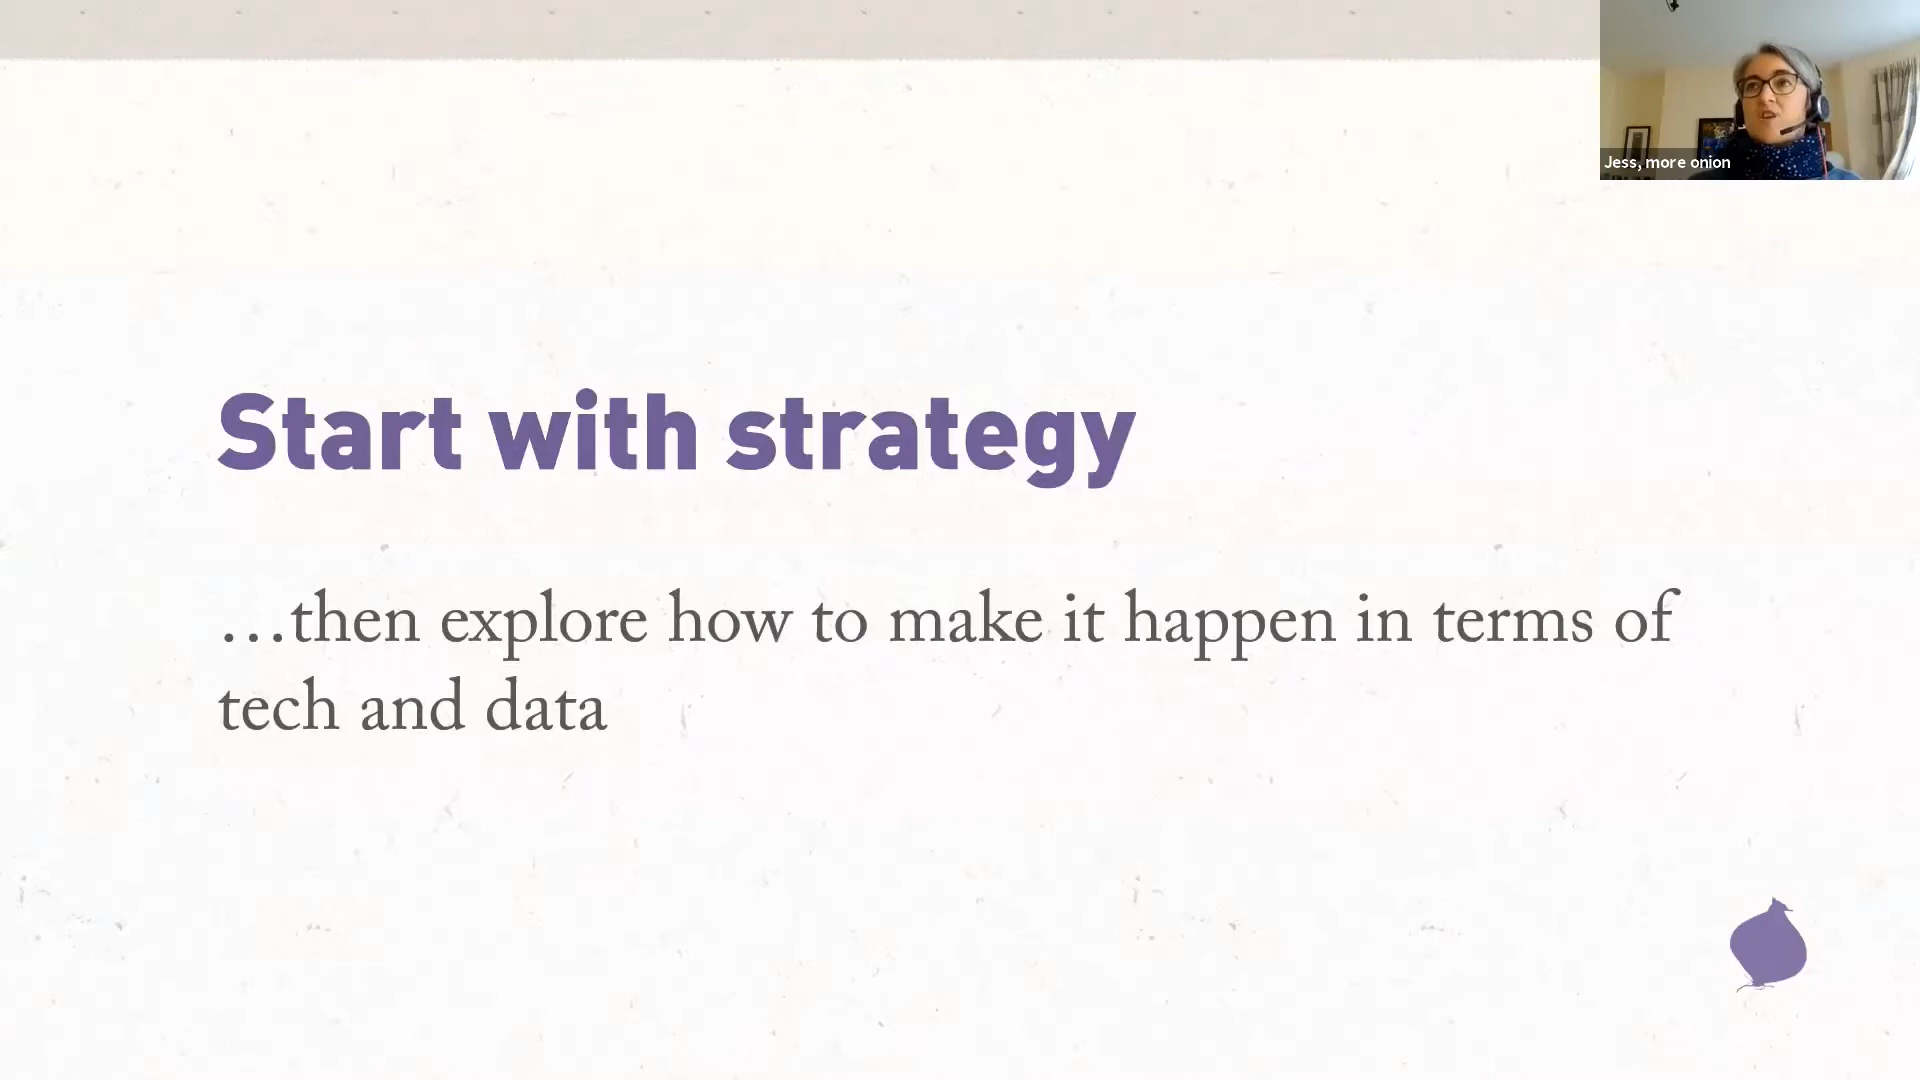 Jess, more onion
Start with strategy
…then explore how to make it happen in terms of
tech and data